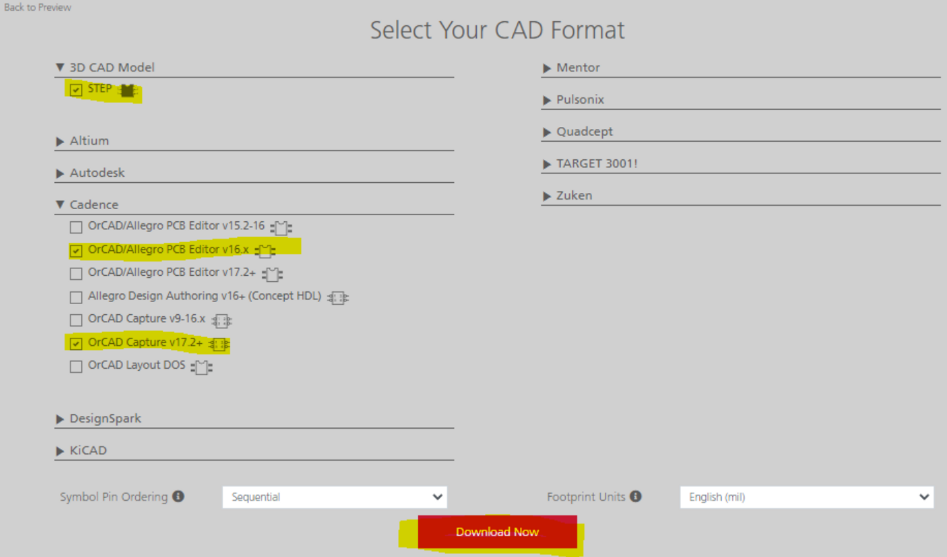 Back to Preview
Select Your CAD Format
3D CAD Model
STEP
Altium
Autodesk
Cadence
OrCAD/Allegro PCB Editor v15.2-16
OrCAD/Allegro PCB Editor v16.x
OrCAD/Allegro PCB Editor v17.2+
Allegro Design Authoring v16+ (Concept HDL)
OrCAD Capture v9-16.x
OrCAD Capture v17.2+
OrCAD Layout DOS
DesignSpark
KiCAD
Mentor
Pulsonix
Quadcept
TARGET 3001!
Zuken
Symbol Pin Ordering Sequential
Footprint Units English (mil)
Download Now